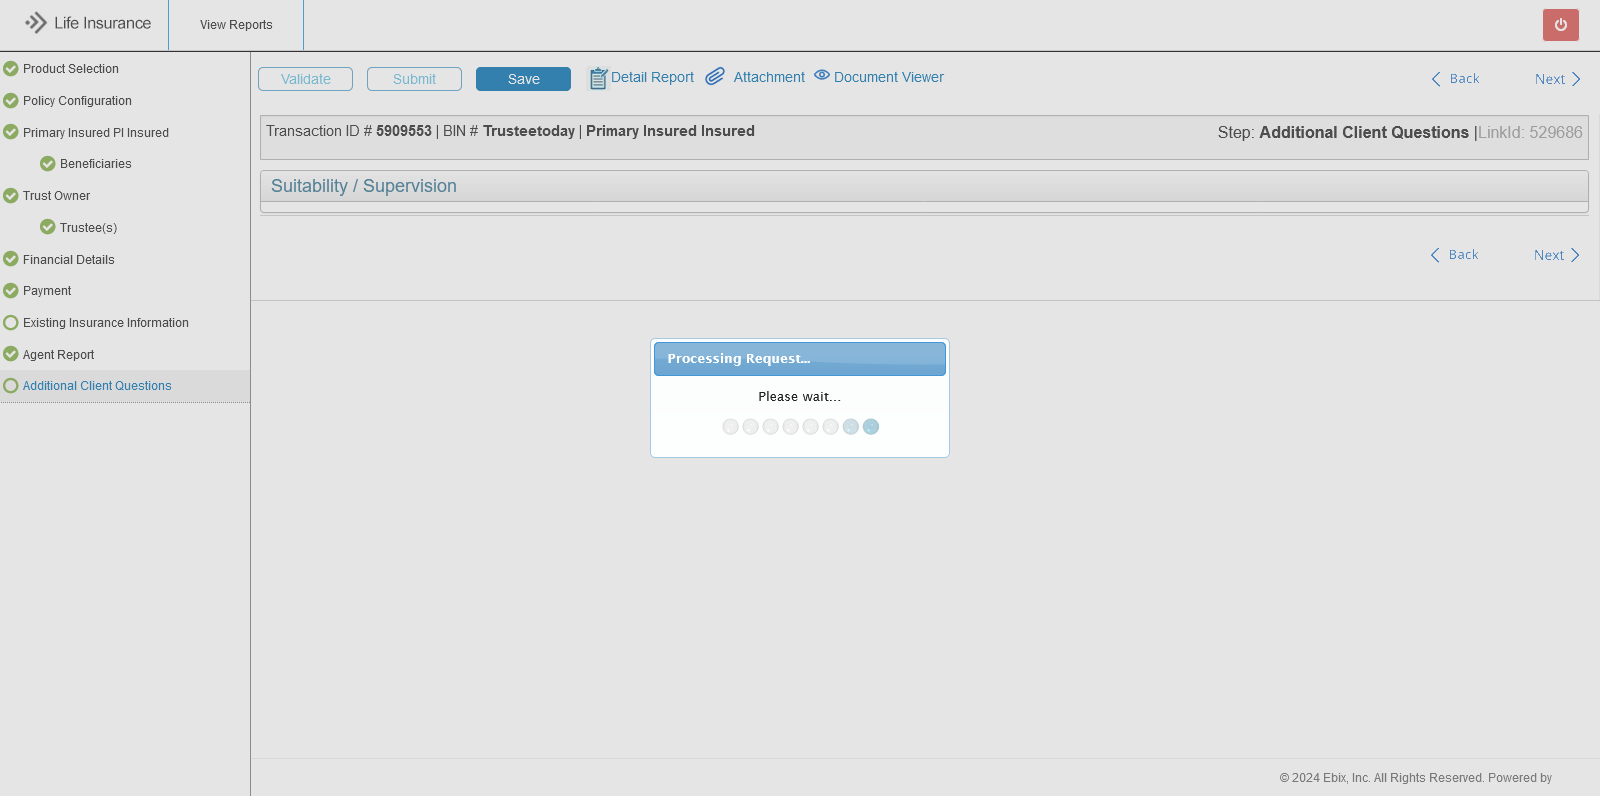 Life Insurance
View Reports
Product Selection
Policy Configuration
Primary Insured PI Insured
Beneficiaries
Trust Owner
Trustee(s)
Financial Details
Payment
Existing Insurance Information
Agent Report
Additional Client Questions
Validate
Submit
Save
Detail Report
Attachment
Document Viewer
Back
Next
Transaction ID # 5909553 | BIN # Trusteetoday | Primary Insured Insured
Step: Additional Client Questions |LinkId: 529686
Suitability / Supervision
Back
Next
Processing Request...
Please wait...
© 2024 Ebix, Inc. All Rights Reserved. Powered by